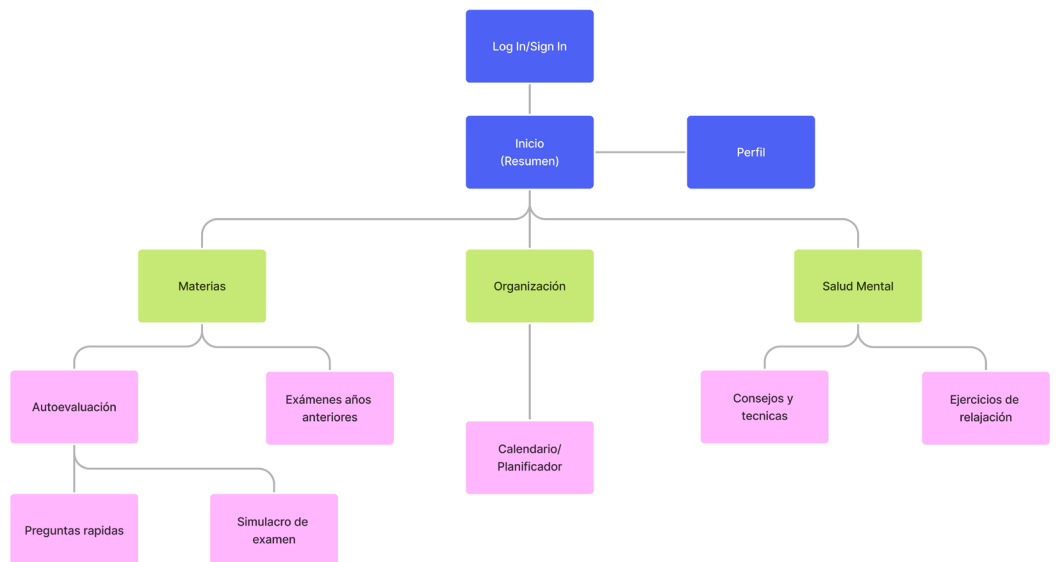 Log In/Sign In
Inicio
(Resumen)
Perfil
Materias
Organización
Salud Mental
Autoevaluación
Exámenes años
anteriores
Consejos y
tecnicas
Ejercicios de
relajación
Calendario/
Planificador
Preguntas rapidas
Simulacro de
examen